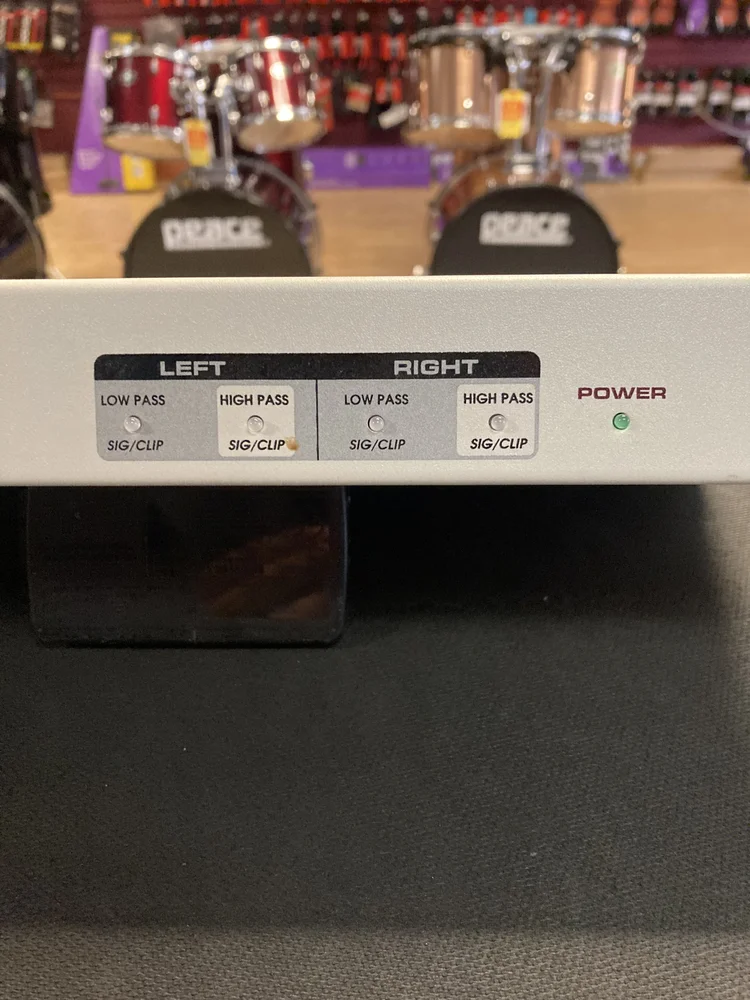 peace
peace
LEFT
RIGHT
LOW PASS
HIGH PASS
LOW PASS
HIGH PASS
POWER
SIG/CLIP
SIG/CLIP
SIG/CLIP
SIG/CLIP